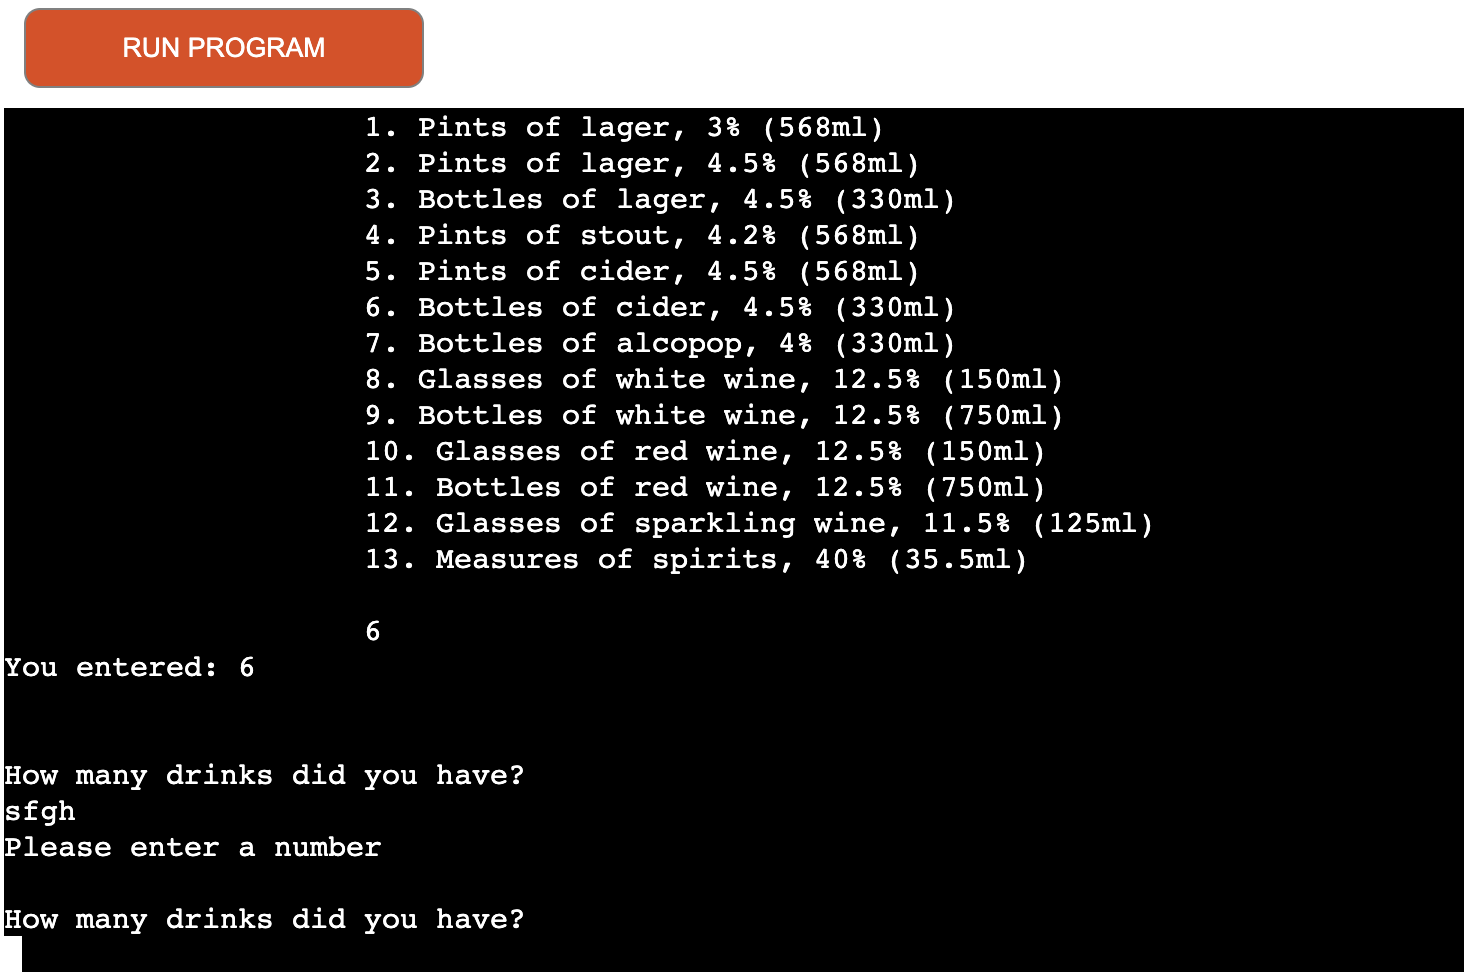 RUN PROGRAM
1. Pints of lager, 3% (568ml)
2. Pints of lager, 4.5% (568ml)
3. Bottles of lager, 4.5% (330ml)
4. Pints of stout, 4.2% (568ml)
5. Pints of cider, 4.5% (568ml)
6. Bottles of cider, 4.5% (330ml)
7. Bottles of alcopop, 4% (330ml)
8. Glasses of white wine, 12.5% (150ml)
9. Bottles of white wine, 12.5% (750ml)
10. Glasses of red wine, 12.5% (150ml)
11. Bottles of red wine, 12.5% (750ml)
12. Glasses of sparkling wine, 11.5% (125ml)
13. Measures of spirits, 40% (35.5ml)
6
You entered: 6
How many drinks did you have?
sfgh
Please enter a number
How many drinks did you have?